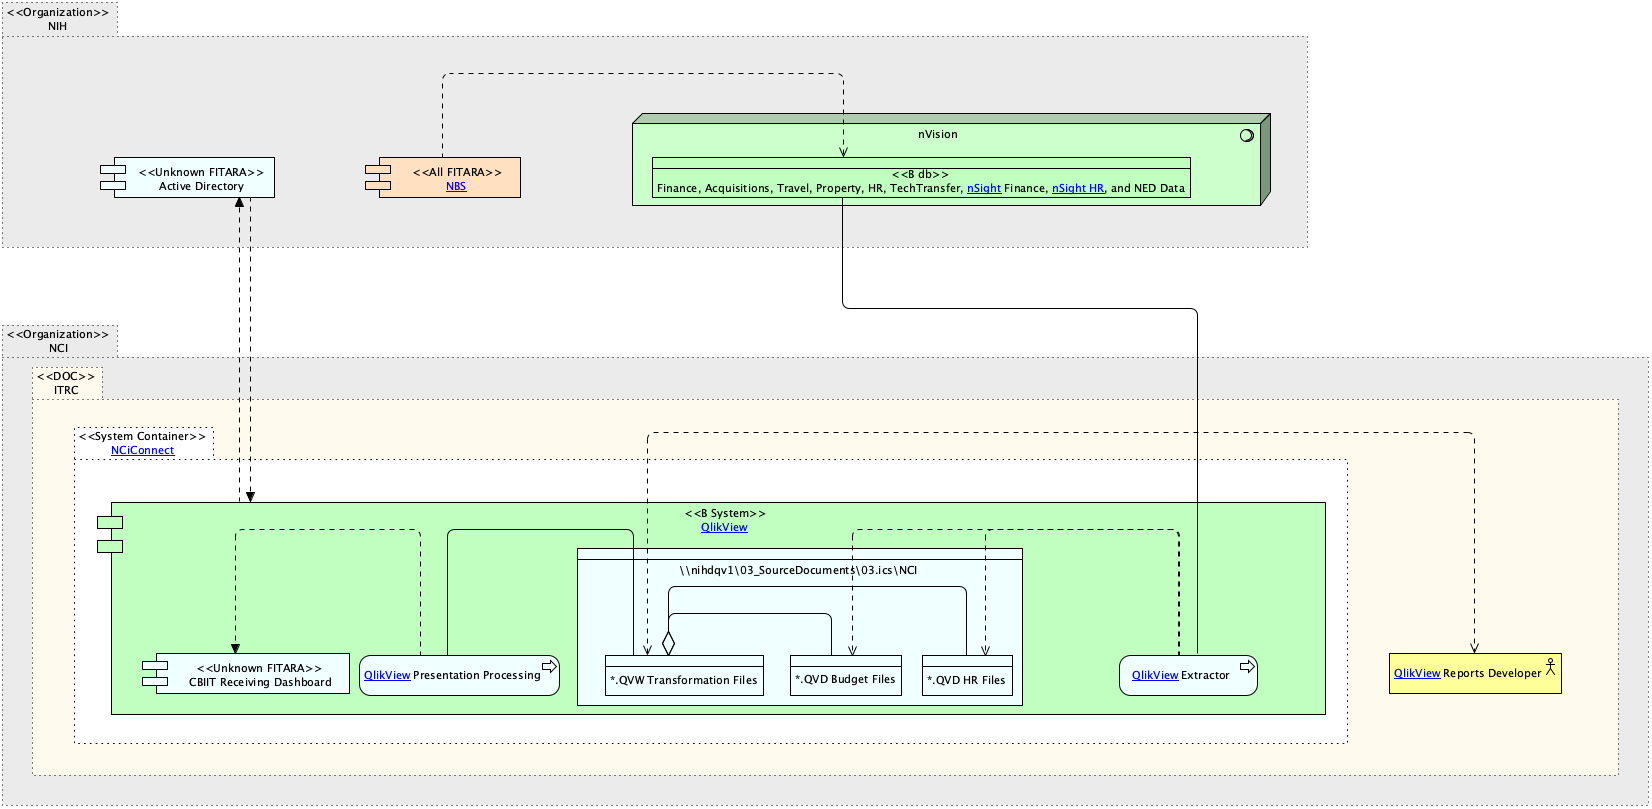 <<Organization>>
NIH
nVision
<<Unknown FITARA>>
Active Directory
<<All FITARA>>
NBS
<<B db>>
Finance, Acquisitions, Travel, Property, HR, TechTransfer, nSight Finance, nSight HR, and NED Data
<<Organization>>
NCI
<<DOC>>
ITRC
<<System Container>>
NCiConnect
<<B System>>
QlikView
\\nihdqv1\03_SourceDocuments\03.ics\NCI
<<Unknown FITARA>>
CBIIT Receiving Dashboard
QlikView Presentation Processing
*.QVW Transformation Files
*.QVD Budget Files
*.QVD HR Files
QlikView Extractor
QlikView Reports Developer